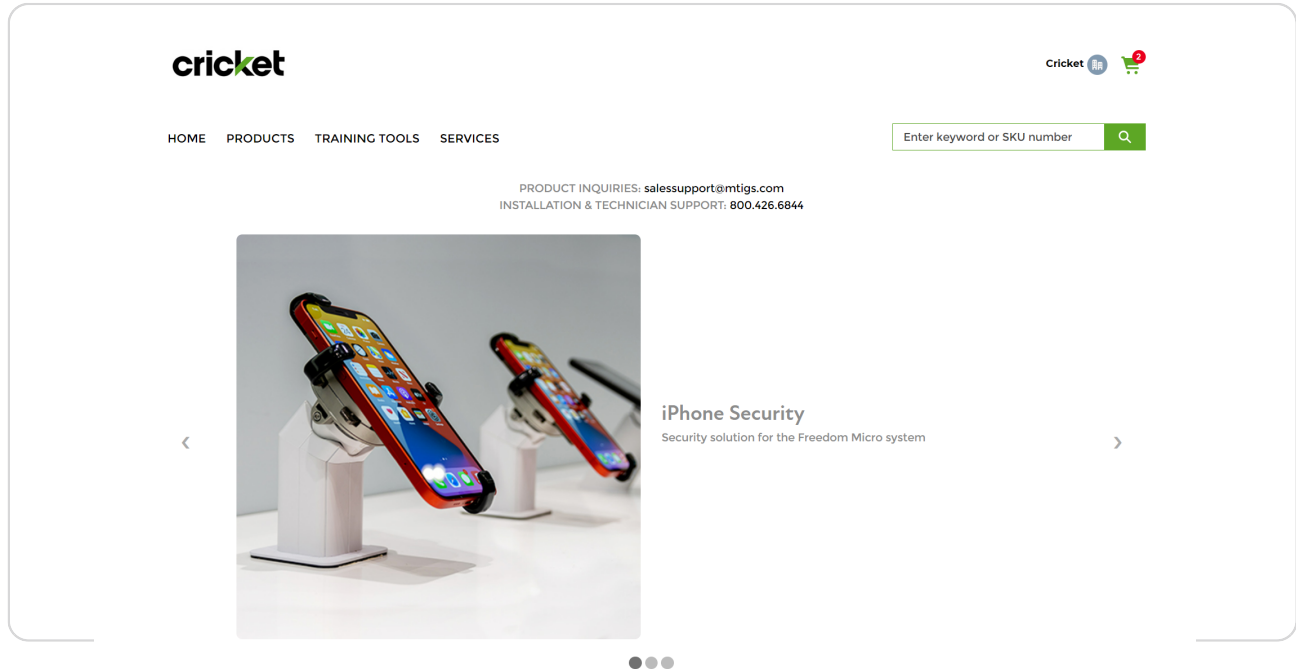 cricket
Cricket
2
HOME PRODUCTS TRAINING TOOLS SERVICES
Enter keyword or SKU number
PRODUCT INQUIRIES: salessupport@mtigs.com
INSTALLATION & TECHNICIAN SUPPORT: 800.426.6844
iPhone Security
Security solution for the Freedom Micro system